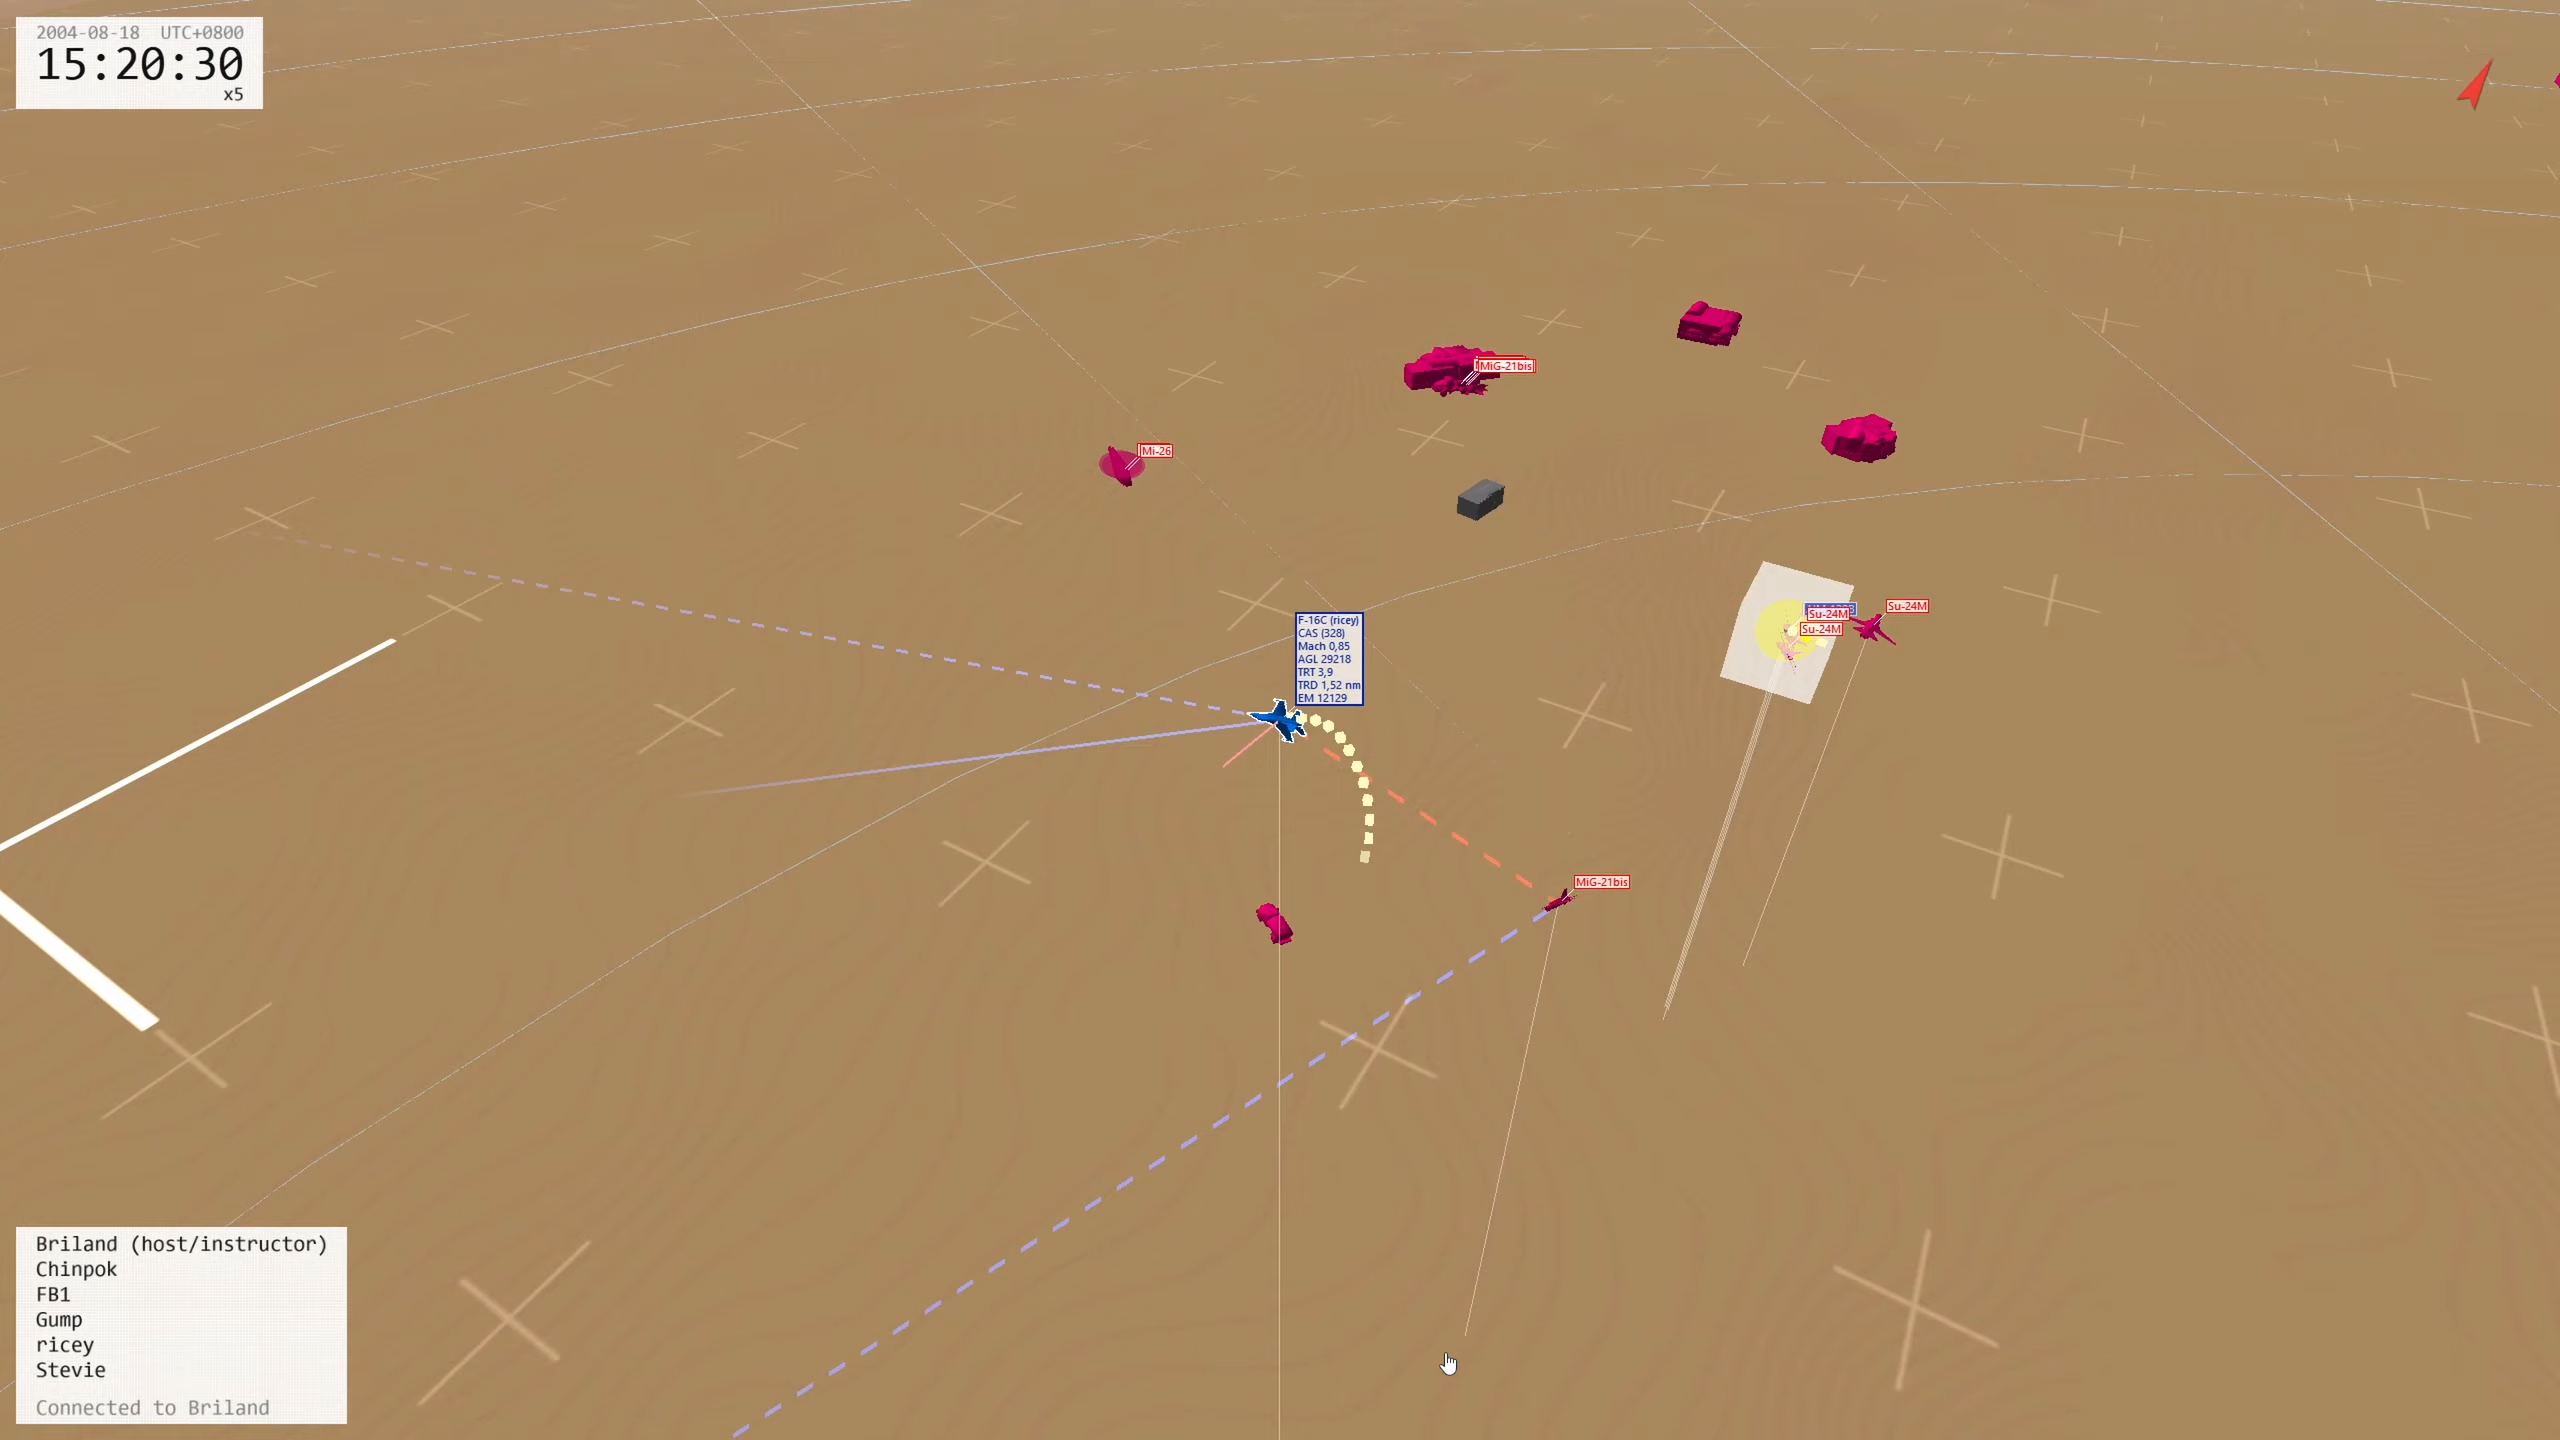 2004-08-18 UTC+0800
15:20:30
x5
MiG-21bis
Mi-26
Su-24M
Su-24M
Su-24M
F-16C (ricey)
CAS (328)
Mach 0,85
AGL 29218
TRT 3,9
TRD 1,52 nm
EM 12129
MiG-21bis
Briland (host/instructor)
Chinpok
FB1
Gump
ricey
Stevie
Connected to Briland